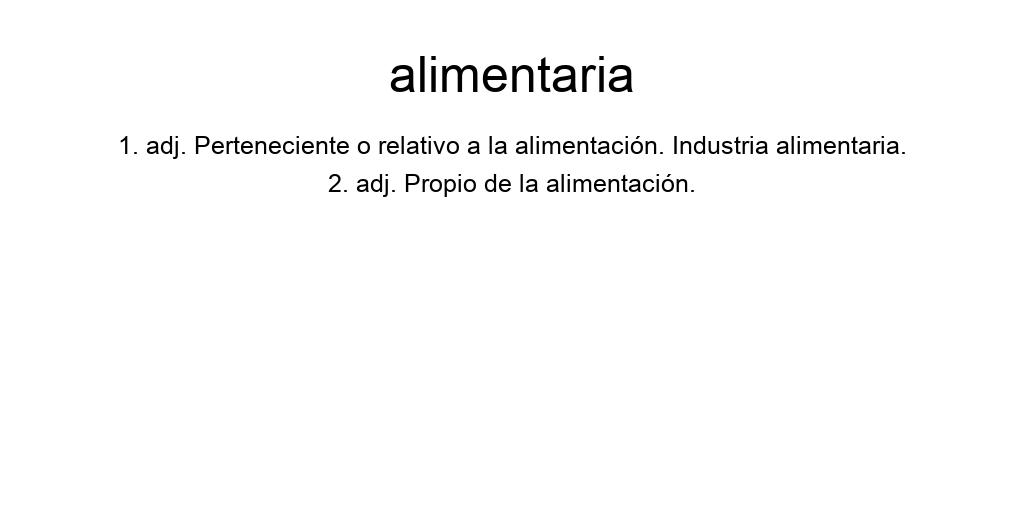 alimentaria
1. adj. Perteneciente o relativo a la alimentación. Industria alimentaria.
2. adj. Propio de la alimentación.